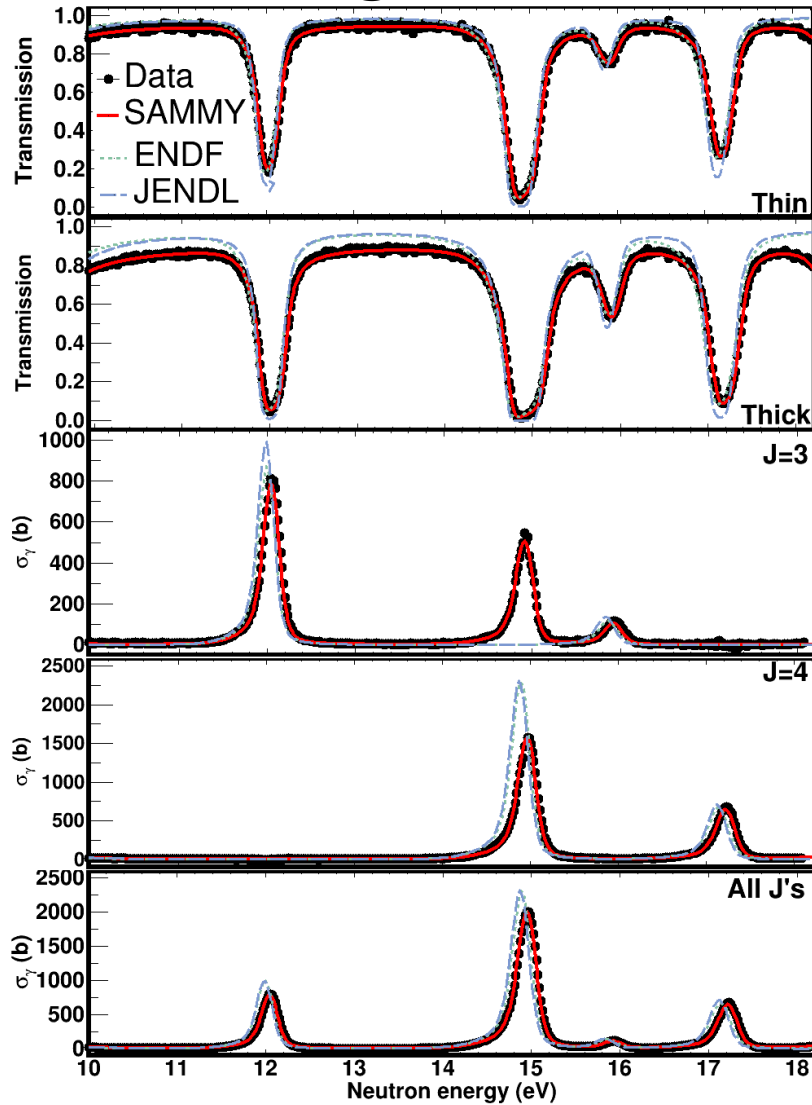 1.0
0.8
0.6
0.4
0.2
0.0
Transmission
Data
SAMMY
ENDF
JENDL
Thin
1.0
0.8
0.6
0.4
0.2
0.0
Transmission
Thick
1000
800
600
400
200
0
σγ (b)
J=3
2500
2000
1500
1000
500
0
σγ (b)
J=4
2500
2000
1500
1000
500
0
σγ (b)
All J's
10 11 12 13 14 15 16 17 18
Neutron energy (eV)